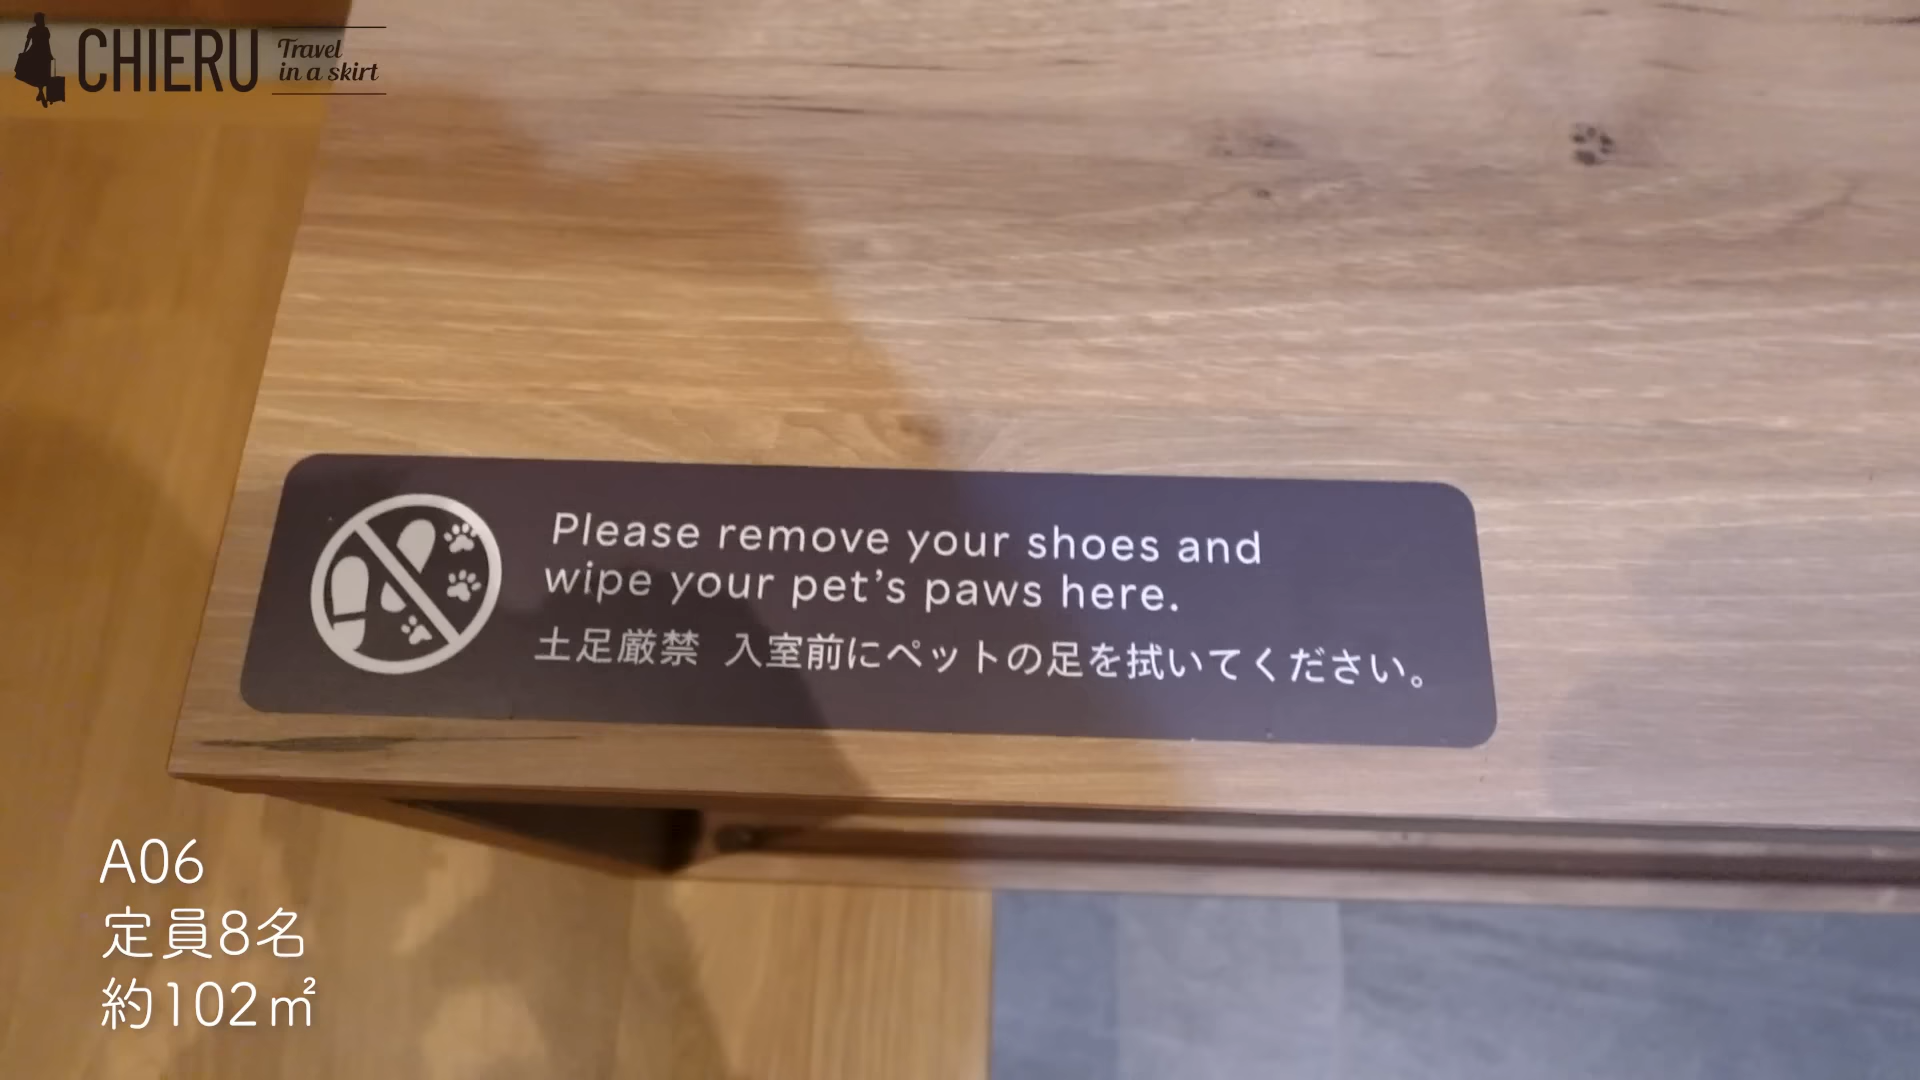 CHIERU
Travel
in a skirt
Please remove your shoes and
wipe your pet’s paws here.
土足厳禁 入室前にペットの足を拭いてください。
A06
定員8名
約102㎡